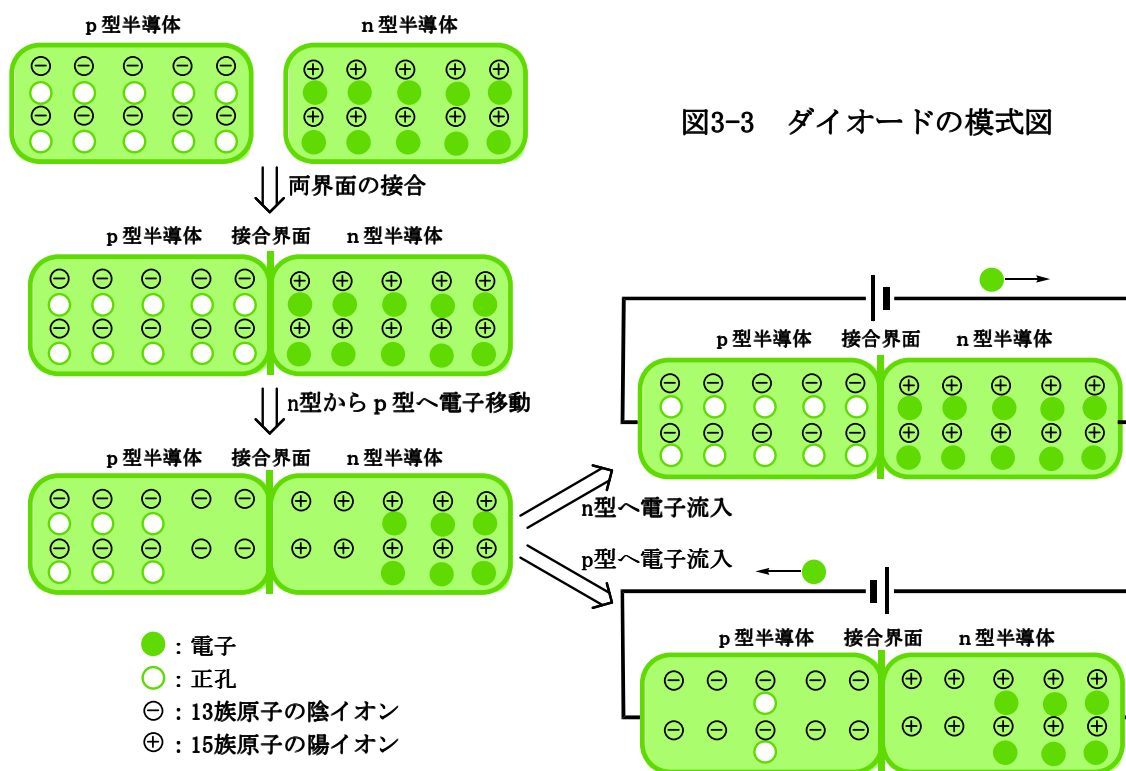 p型半導体
n型半導体
図3-3 ダイオードの模式図
両界面の接合
p型半導体 接合界面 n型半導体
n型からp型へ電子移動
p型半導体 接合界面 n型半導体
p型半導体 接合界面 n型半導体
n型へ電子流入
p型へ電子流入
p型半導体 接合界面 n型半導体
：電子
：正孔
⊖：13族原子の陰イオン
⊕：15族原子の陽イオン